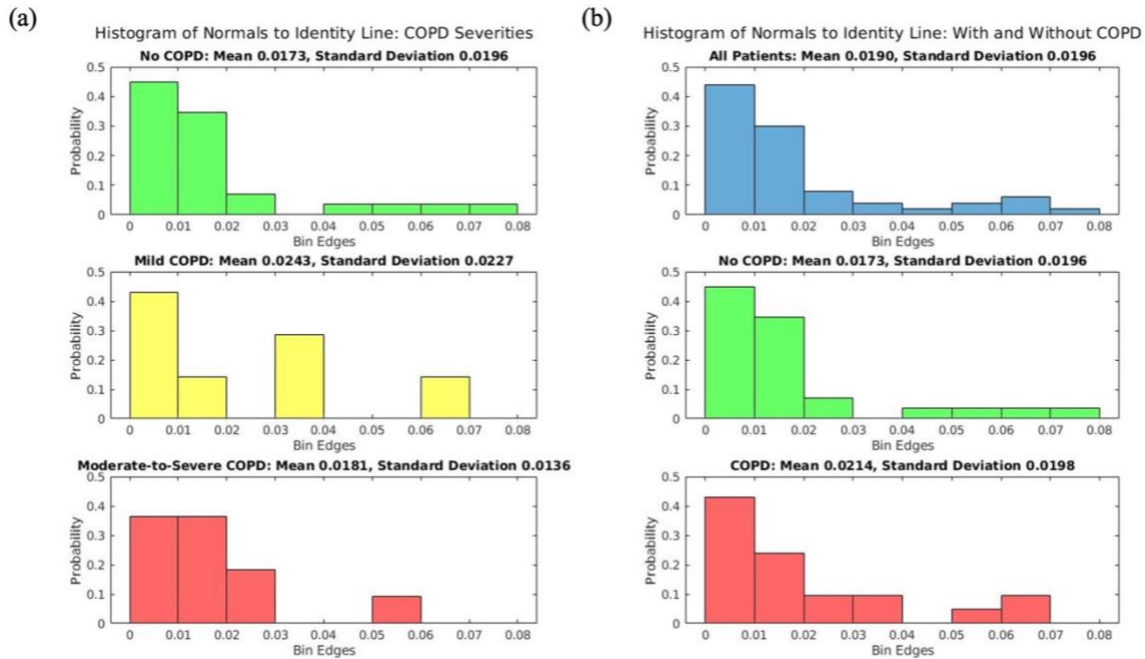 (a)
Histogram of Normals to Identity Line: COPD Severities
No COPD: Mean 0.0173, Standard Deviation 0.0196
0.5
0.4
0.3
0.2
0.1
0
Probability
0 0.01 0.02 0.03 0.04 0.05 0.06 0.07 0.08
Bin Edges
Mild COPD: Mean 0.0243, Standard Deviation 0.0227
0.5
0.4
0.3
0.2
0.1
0
Probability
0 0.01 0.02 0.03 0.04 0.05 0.06 0.07 0.08
Bin Edges
Moderate-to-Severe COPD: Mean 0.0181, Standard Deviation 0.0136
0.5
0.4
0.3
0.2
0.1
0
Probability
0 0.01 0.02 0.03 0.04 0.05 0.06 0.07 0.08
Bin Edges
(b)
Histogram of Normals to Identity Line: With and Without COPD
All Patients: Mean 0.0190, Standard Deviation 0.0196
0.5
0.4
0.3
0.2
0.1
0
Probability
0 0.01 0.02 0.03 0.04 0.05 0.06 0.07 0.08
Bin Edges
No COPD: Mean 0.0173, Standard Deviation 0.0196
0.5
0.4
0.3
0.2
0.1
0
Probability
0 0.01 0.02 0.03 0.04 0.05 0.06 0.07 0.08
Bin Edges
COPD: Mean 0.0214, Standard Deviation 0.0198
0.5
0.4
0.3
0.2
0.1
0
Probability
0 0.01 0.02 0.03 0.04 0.05 0.06 0.07 0.08
Bin Edges